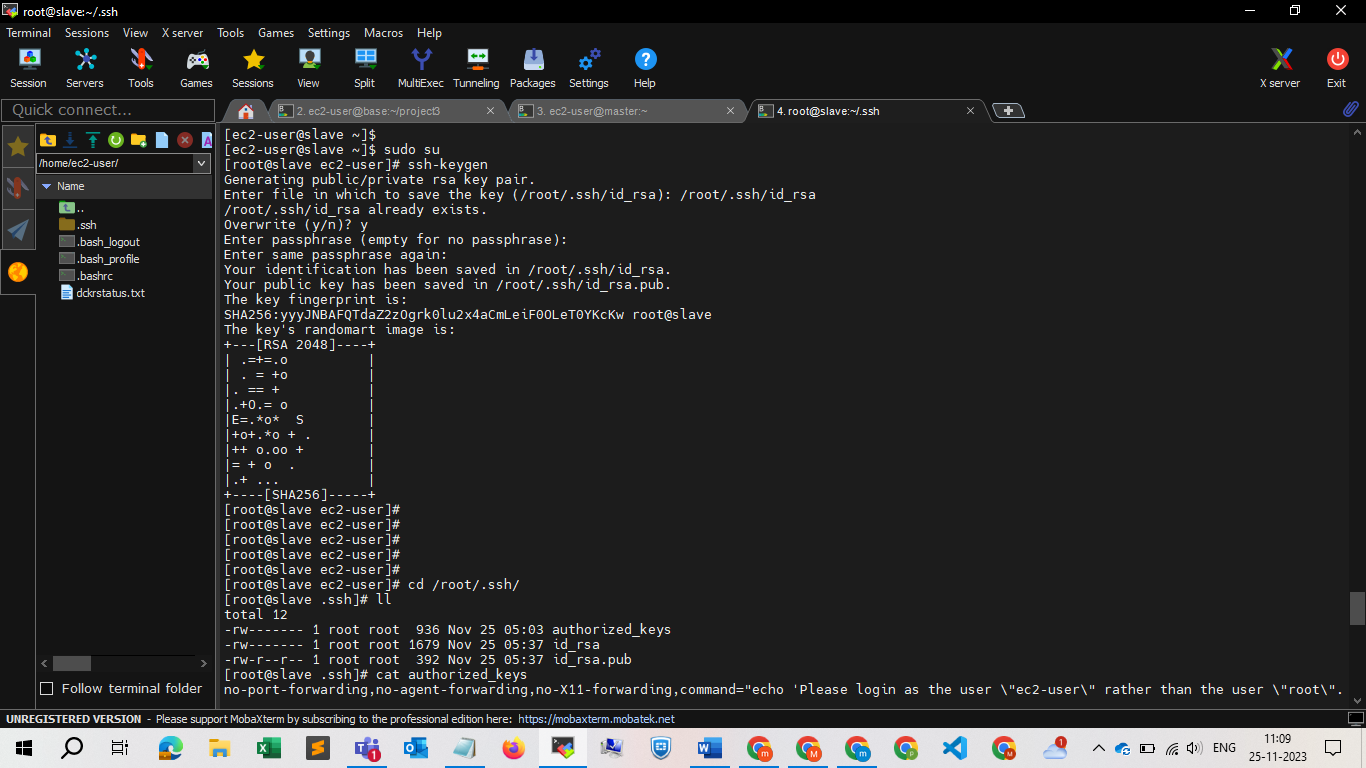 root@slave:~/.ssh
Terminal Sessions View X server Tools Games Settings Macros Help
Session Servers Tools Games Sessions View Split MultiExec Tunneling Packages Settings Help X server Exit
Quick connect...
2. ec2-user@base:~/project3
3. ec2-user@master:~
4. root@slave:~/.ssh
/home/ec2-user/
Name
..
.ssh
.bash_logout
.bash_profile
.bashrc
dckrstatus.txt
Follow terminal folder
[ec2-user@slave ~]$
[ec2-user@slave ~]$ sudo su
[root@slave ec2-user]# ssh-keygen
Generating public/private rsa key pair.
Enter file in which to save the key (/root/.ssh/id_rsa): /root/.ssh/id_rsa
/root/.ssh/id_rsa already exists.
Overwrite (y/n)? y
Enter passphrase (empty for no passphrase):
Enter same passphrase again:
Your identification has been saved in /root/.ssh/id_rsa.
Your public key has been saved in /root/.ssh/id_rsa.pub.
The key fingerprint is:
SHA256:yyyJNBAFQTdaZ2zOgrk0lu2x4aCmLeiF0OLeT0YKcKw root@slave
The key's randomart image is:
+---[RSA 2048]----+
| .=+=.o          |
| . = +o          |
|. == +           |
|.+O.= o          |
|E=.*o*  S        |
|+o+.*o + .       |
|++ o.oo +        |
|= + o  .         |
|.+ ...           |
+----[SHA256]-----+
[root@slave ec2-user]#
[root@slave ec2-user]#
[root@slave ec2-user]#
[root@slave ec2-user]#
[root@slave ec2-user]#
[root@slave ec2-user]# cd /root/.ssh/
[root@slave .ssh]# ll
total 12
-rw------- 1 root root  936 Nov 25 05:03 authorized_keys
-rw------- 1 root root 1679 Nov 25 05:37 id_rsa
-rw-r--r-- 1 root root  392 Nov 25 05:37 id_rsa.pub
[root@slave .ssh]# cat authorized_keys
no-port-forwarding,no-agent-forwarding,no-X11-forwarding,command="echo 'Please login as the user \"ec2-user\" rather than the user \"root\".
UNREGISTERED VERSION - Please support MobaXterm by subscribing to the professional edition here: https://mobaxterm.mobatek.net
ENG
11:09
25-11-2023